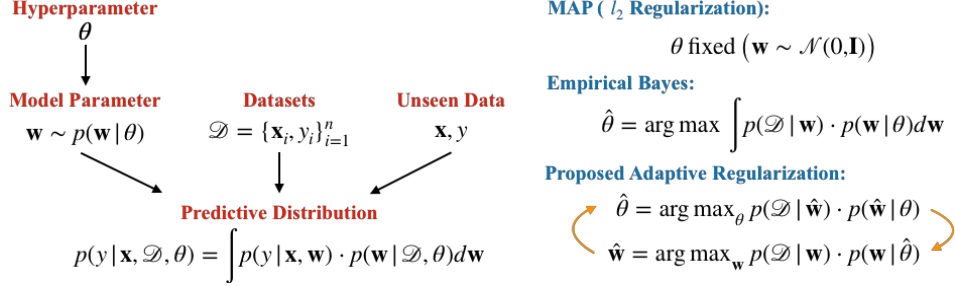 Hyperparameter
θ
Model Parameter
w ~ p(w | θ)
Datasets
𝒟 = {xᵢ, yᵢ}ⁿᵢ₌₁
Unseen Data
x, y
Predictive Distribution
p(y | x, 𝒟, θ) = ∫ p(y | x, w) · p(w | 𝒟, θ)dw
MAP ( l₂ Regularization):
θ fixed (w ~ 𝒩(0,I))
Empirical Bayes:
θ̂ = arg max ∫ p(𝒟 | w) · p(w | θ)dw
Proposed Adaptive Regularization:
θ̂ = arg max_θ p(𝒟 | ŵ) · p(ŵ | θ)
ŵ = arg max_w p(𝒟 | w) · p(w | θ̂)